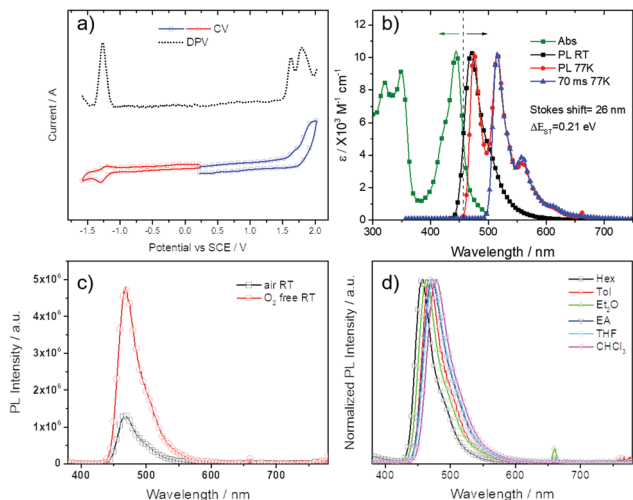 a)
CV
DPV
Current / A
-1.5 -1.0 -0.5 0.0 0.5 1.0 1.5 2.0
Potential vs SCE / V
b)
Abs
PL RT
PL 77K
70 ms 77K
Stokes shift= 26 nm
ΔE_ST=0.21 eV
ε / X10³ M⁻¹ cm⁻¹
12
10
8
6
4
2
0
300 400 500 600 700
Wavelength / nm
c)
air RT
O₂ free RT
PL Intensity / a.u.
5x10⁶
4x10⁶
3x10⁶
2x10⁶
1x10⁶
0
400 500 600 700
Wavelength / nm
d)
Hex
Tol
Et₂O
EA
THF
CHCl₃
Normalized PL Intensity / a.u.
400 500 600 700
Wavelength / nm